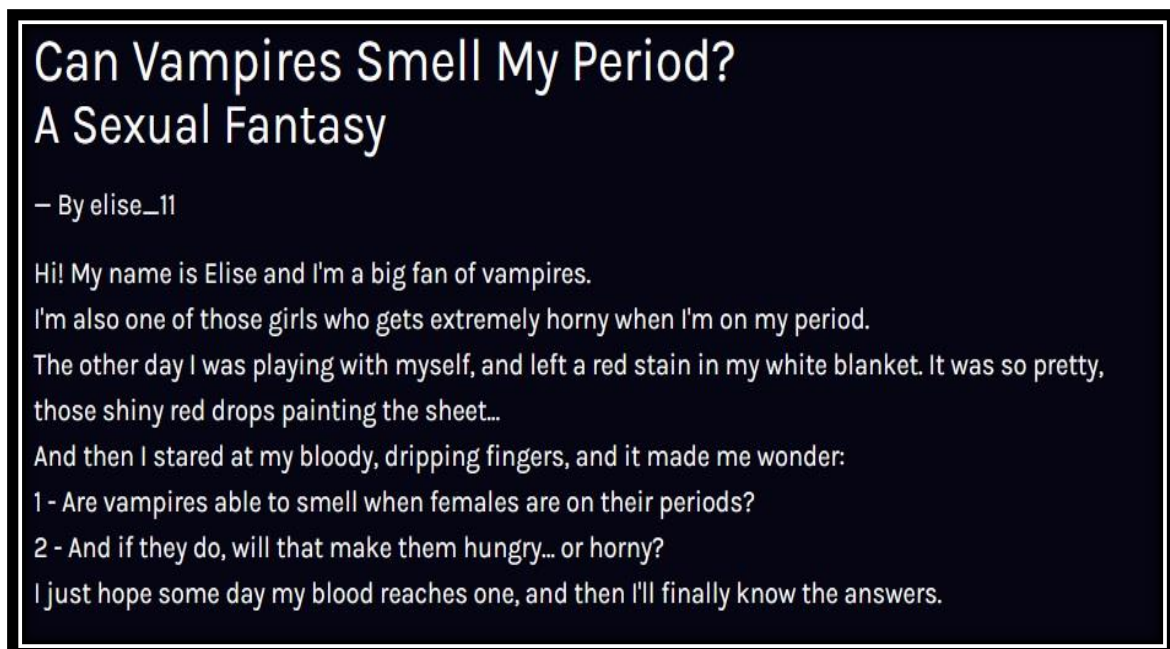 Can Vampires Smell My Period?
A Sexual Fantasy
— By elise_11
Hi! My name is Elise and I'm a big fan of vampires.
I'm also one of those girls who gets extremely horny when I'm on my period.
The other day I was playing with myself, and left a red stain in my white blanket. It was so pretty,
those shiny red drops painting the sheet...
And then I stared at my bloody, dripping fingers, and it made me wonder:
1 - Are vampires able to smell when females are on their periods?
2 - And if they do, will that make them hungry... or horny?
I just hope some day my blood reaches one, and then I'll finally know the answers.